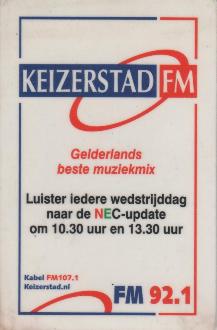 KEIZERSTAD FM
Gelderlands
beste muziekmix
Luister iedere wedstrijddag
naar de NEC-update
om 10.30 uur en 13.30 uur
Kabel FM107.1
Keizerstad.nl
FM 92.1